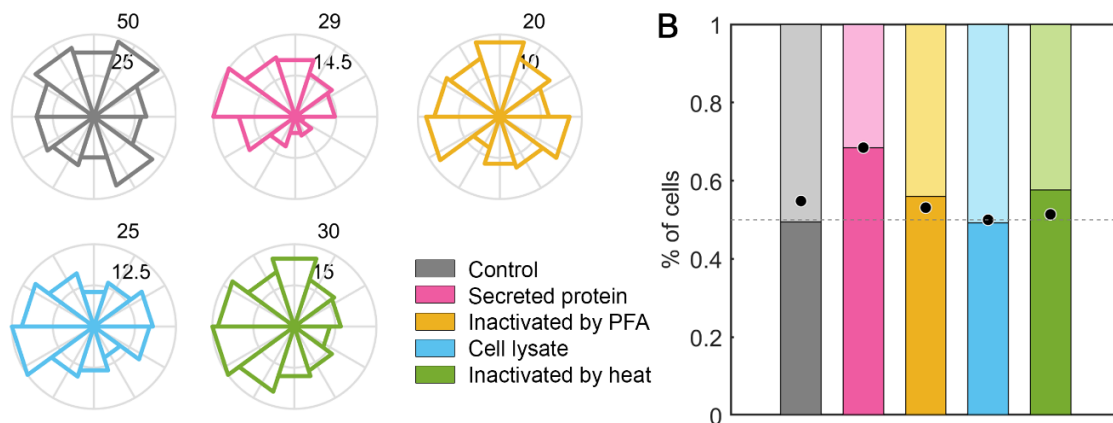 50
25
29
14.5
20
10
25
12.5
30
15
Control
Secreted protein
Inactivated by PFA
Cell lysate
Inactivated by heat
B
% of cells
1
0.8
0.6
0.4
0.2
0